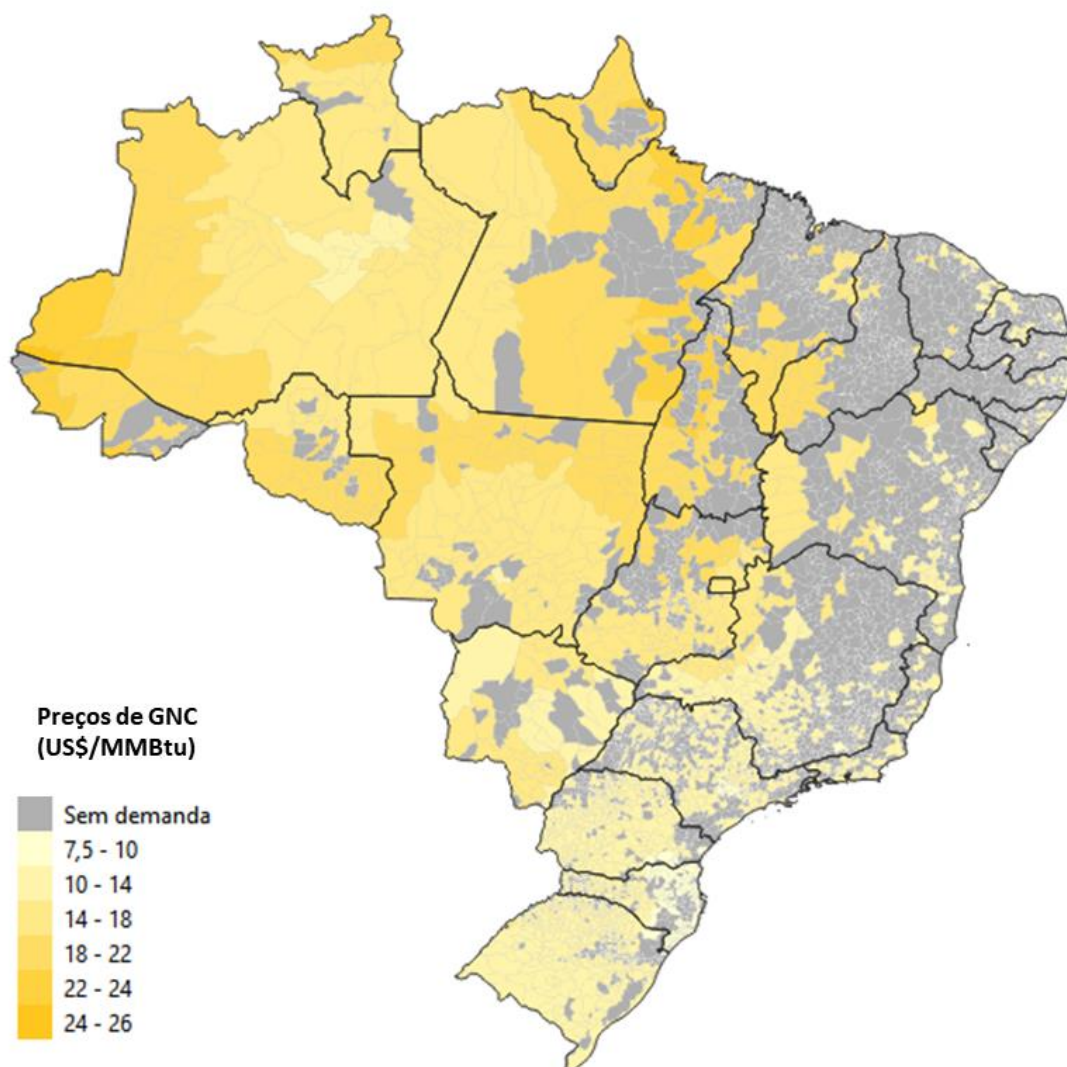 Preços de GNC
(US$/MMBtu)
Sem demanda
7,5 - 10
10 - 14
14 - 18
18 - 22
22 - 24
24 - 26